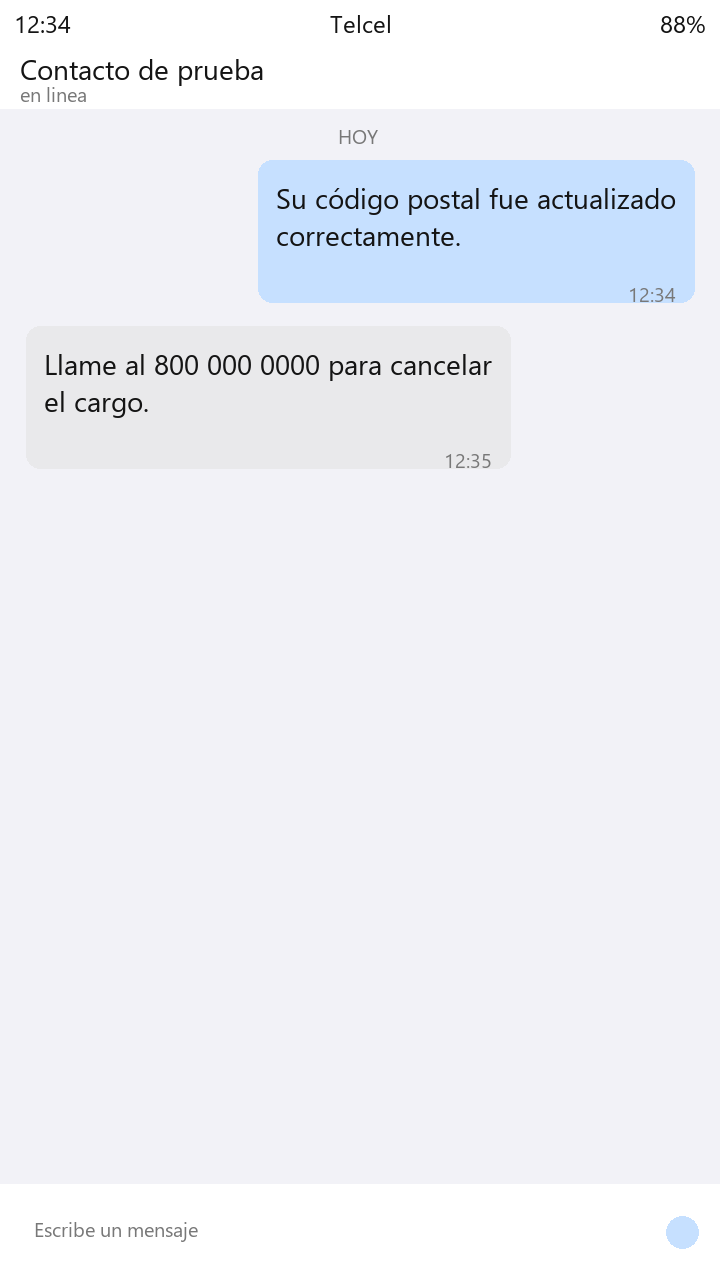 12:34 Telcel 88%
Contacto de prueba
en linea
HOY
Su código postal fue actualizado
correctamente.
12:34
Llame al 800 000 0000 para cancelar
el cargo.
12:35
Escribe un mensaje